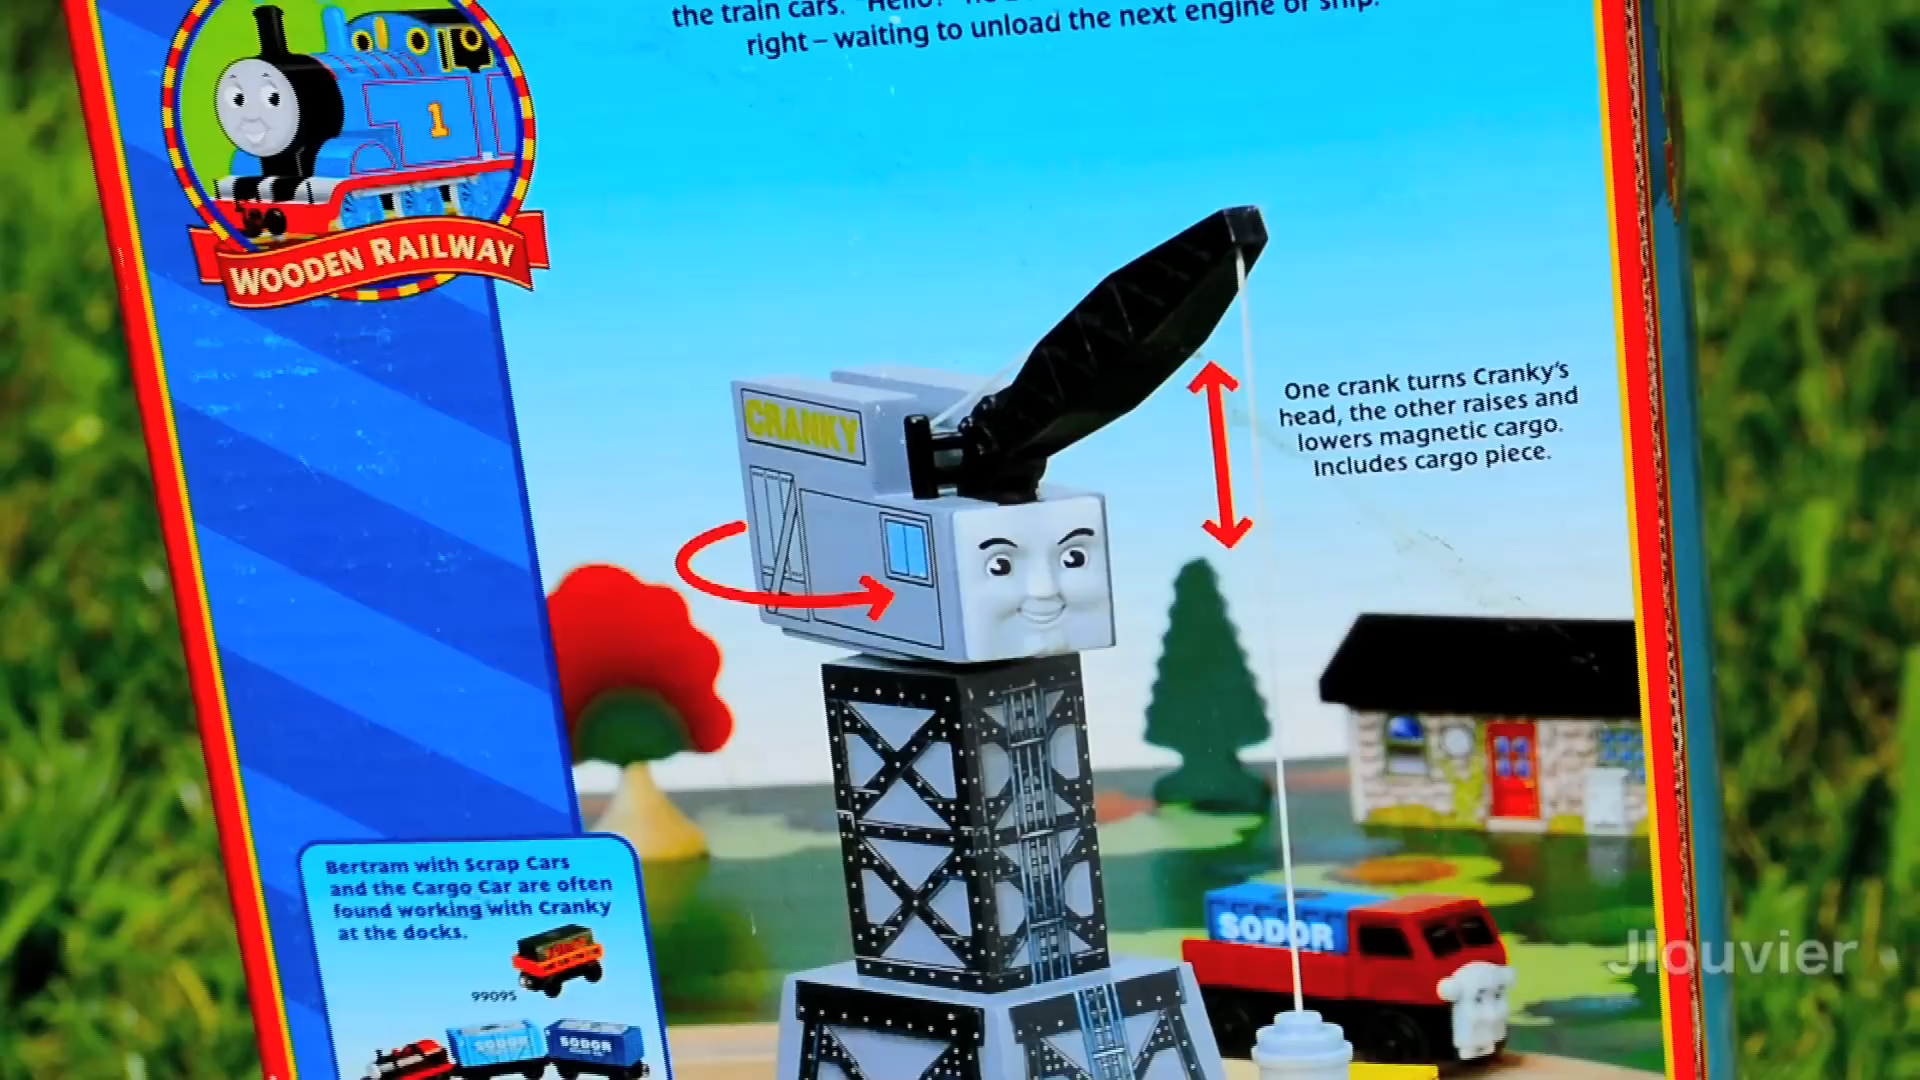 the train cars. "Hello!"
right – waiting to unload the next engine or ship.
1
WOODEN RAILWAY
CRANKY
One crank turns Cranky's
head, the other raises and
lowers magnetic cargo.
Includes cargo piece.
Bertram with Scrap Cars
and the Cargo Car are often
found working with Cranky
at the docks.
99095
SODOR
SODOR
SODOR
Jlouvier